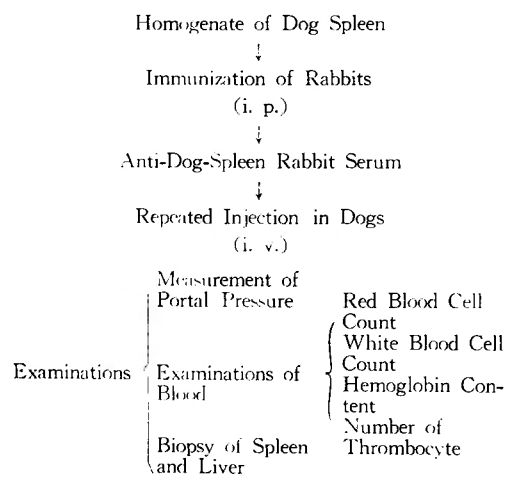 Homogenate of Dog Spleen
Immunization of Rabbits
(i. p.)
Anti-Dog-Spleen Rabbit Serum
Repeated Injection in Dogs
(i. v.)
Examinations
Measurement of
Portal Pressure
Examinations of
Blood
Biopsy of Spleen
and Liver
Red Blood Cell
Count
White Blood Cell
Count
Hemoglobin Con-
tent
Number of
Thrombocyte